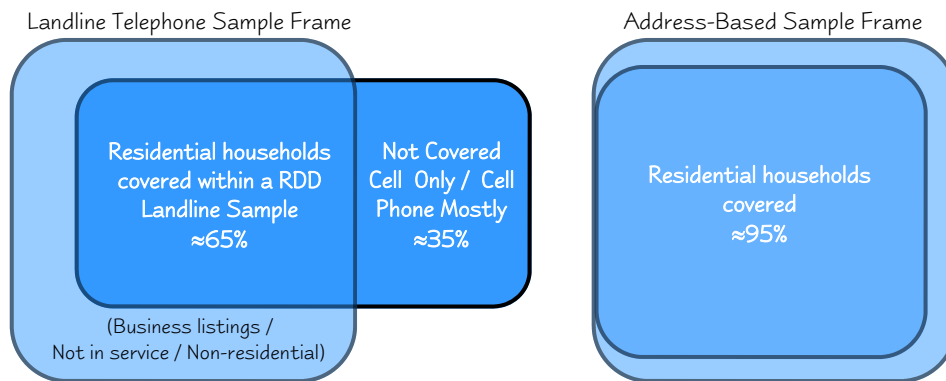 Landline Telephone Sample Frame
Residential households
covered within a RDD
Landline Sample
≈65%
Not Covered
Cell Only / Cell
Phone Mostly
≈35%
(Business listings /
Not in service / Non-residential)
Address-Based Sample Frame
Residential households
covered
≈95%